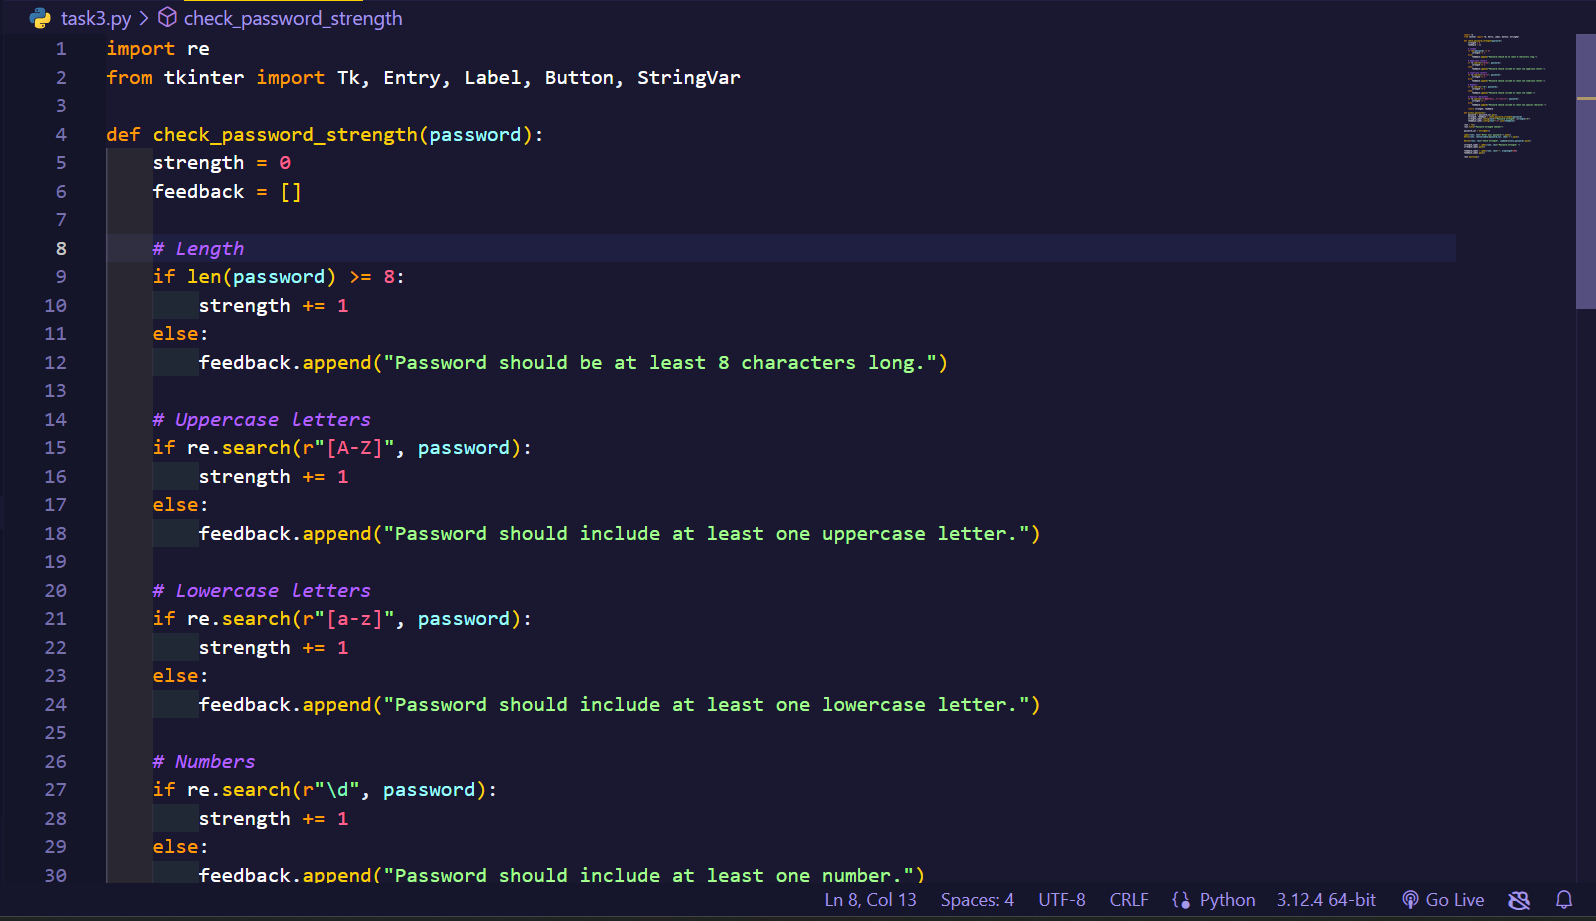 task3.py > check_password_strength
1 import re
2 from tkinter import Tk, Entry, Label, Button, StringVar
3
4 def check_password_strength(password):
5     strength = 0
6     feedback = []
7
8     # Length
9     if len(password) >= 8:
10         strength += 1
11     else:
12         feedback.append("Password should be at least 8 characters long.")
13
14     # Uppercase letters
15     if re.search(r"[A-Z]", password):
16         strength += 1
17     else:
18         feedback.append("Password should include at least one uppercase letter.")
19
20     # Lowercase letters
21     if re.search(r"[a-z]", password):
22         strength += 1
23     else:
24         feedback.append("Password should include at least one lowercase letter.")
25
26     # Numbers
27     if re.search(r"\d", password):
28         strength += 1
29     else:
30         feedback.append("Password should include at least one number.")
Ln 8, Col 13 Spaces: 4 UTF-8 CRLF {} Python 3.12.4 64-bit Go Live